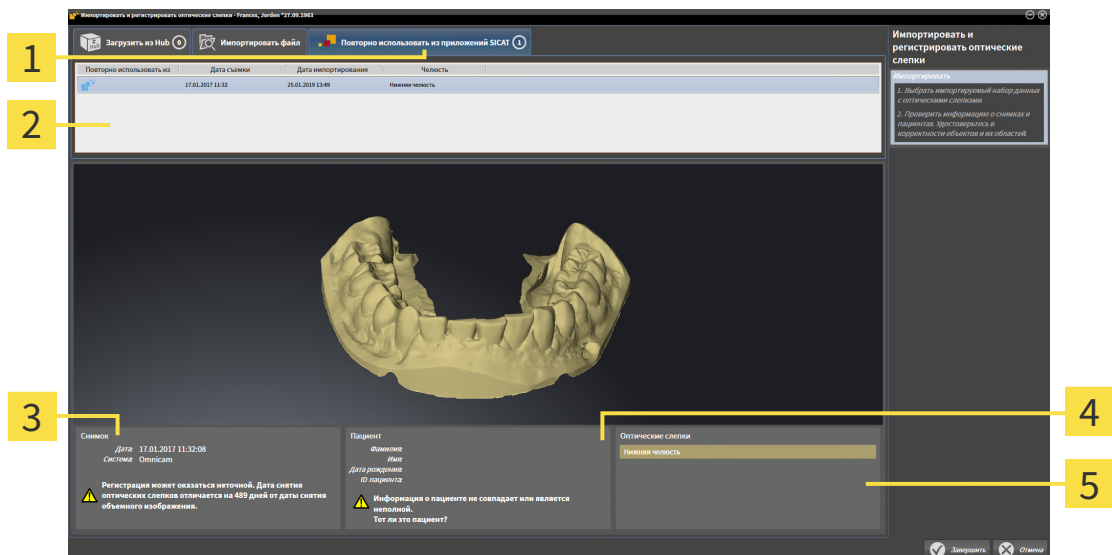 Импортировать и регистрировать оптические слепки - Frances, Jorden *27.09.1963
Загрузить из Hub 0
Импортировать файл
Повторно использовать из приложений SICAT 1
Повторно использовать из Дата съемки Дата импортирования Челюсть
17.01.2017 11:32 25.01.2019 13:49 Нижняя челюсть
Импортировать и
регистрировать оптические
слепки
Импортировать
1. Выбрать импортируемый набор данных
с оптическими слепками.
2. Проверить информацию о снимках и
пациентах. Удостоверьтесь в
корректности объектов и их областей.
1
2
3
4
5
Снимок
Дата: 17.01.2017 11:32:08
Система: Omnicam
Регистрация может оказаться неточной. Дата снятия
оптических слепков отличается на 489 дней от даты снятия
объемного изображения.
Пациент
Фамилия:
Имя:
Дата рождения:
ID пациента:
Информация о пациенте не совпадает или является
неполной.
Тот ли это пациент?
Оптические слепки
Нижняя челюсть
Завершить
Отмена